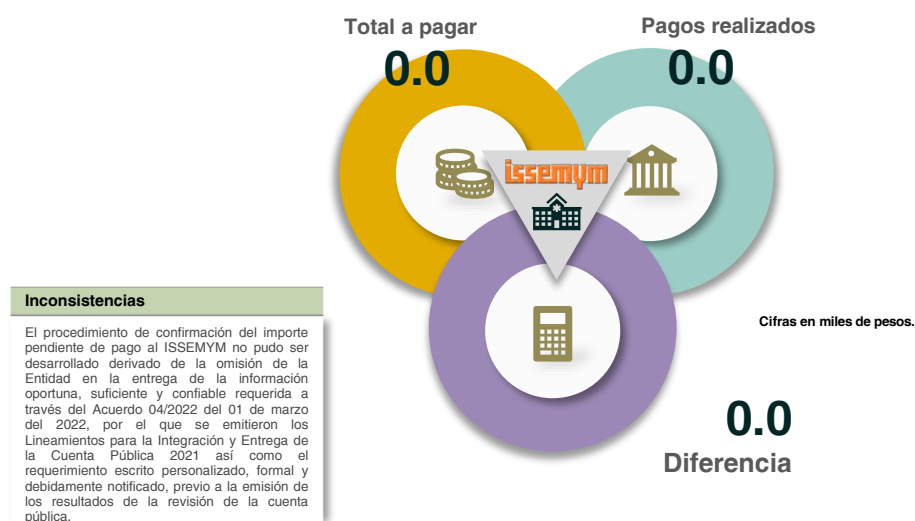 Total a pagar
0.0
Pagos realizados
0.0
issemym
Inconsistencias
El procedimiento de confirmación del importe
pendiente de pago al ISSEMYM no pudo ser
desarrollado derivado de la omisión de la
Entidad en la entrega de la información
oportuna, suficiente y confiable requerida a
través del Acuerdo 04/2022 del 01 de marzo
del 2022, por el que se emitieron los
Lineamientos para la Integración y Entrega de
la Cuenta Pública 2021 así como el
requerimiento escrito personalizado, formal y
debidamente notificado, previo a la emisión de
los resultados de la revisión de la cuenta
pública.
Cifras en miles de pesos.
0.0
Diferencia